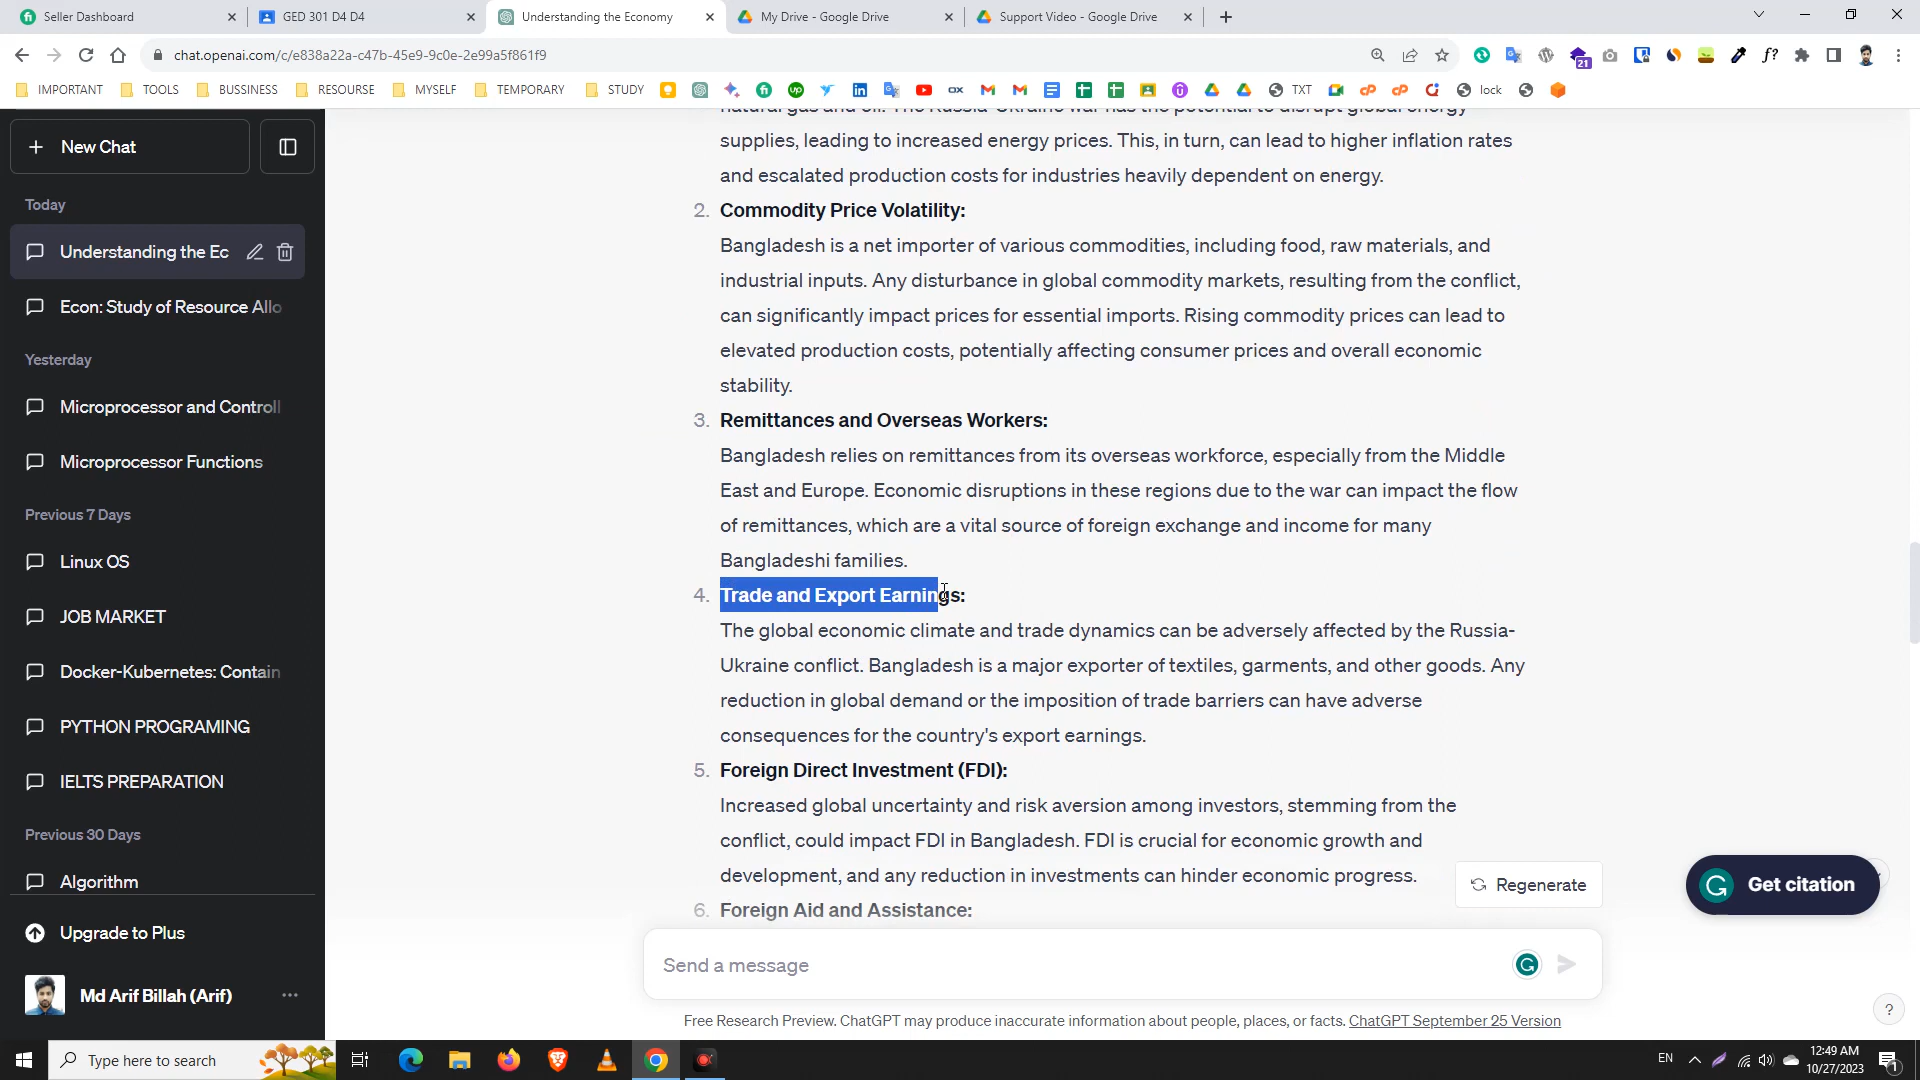 Seller Dashboard
GED 301 D4 D4
Understanding the Economy
My Drive - Google Drive
Support Video - Google Drive
chat.openai.com/c/e838a22a-c47b-45e9-9c0e-2e99a5f861f9
21
IMPORTANT
TOOLS
BUSSINESS
RESOURSE
MYSELF
TEMPORARY
STUDY
TXT
lock
New Chat
Today
Understanding the Ec
Econ: Study of Resource Allo
Yesterday
Microprocessor and Controll
Microprocessor Functions
Previous 7 Days
Linux OS
JOB MARKET
Docker-Kubernetes: Contain
PYTHON PROGRAMING
IELTS PREPARATION
Previous 30 Days
Algorithm
Upgrade to Plus
Md Arif Billah (Arif)
natural gas and oil. The Russia-Ukraine war has the potential to disrupt global energy
supplies, leading to increased energy prices. This, in turn, can lead to higher inflation rates
and escalated production costs for industries heavily dependent on energy.
2. Commodity Price Volatility:
Bangladesh is a net importer of various commodities, including food, raw materials, and
industrial inputs. Any disturbance in global commodity markets, resulting from the conflict,
can significantly impact prices for essential imports. Rising commodity prices can lead to
elevated production costs, potentially affecting consumer prices and overall economic
stability.
3. Remittances and Overseas Workers:
Bangladesh relies on remittances from its overseas workforce, especially from the Middle
East and Europe. Economic disruptions in these regions due to the war can impact the flow
of remittances, which are a vital source of foreign exchange and income for many
Bangladeshi families.
4. Trade and Export Earnings:
The global economic climate and trade dynamics can be adversely affected by the Russia-
Ukraine conflict. Bangladesh is a major exporter of textiles, garments, and other goods. Any
reduction in global demand or the imposition of trade barriers can have adverse
consequences for the country's export earnings.
5. Foreign Direct Investment (FDI):
Increased global uncertainty and risk aversion among investors, stemming from the
conflict, could impact FDI in Bangladesh. FDI is crucial for economic growth and
development, and any reduction in investments can hinder economic progress.
6. Foreign Aid and Assistance:
Regenerate
Get citation
Send a message
Free Research Preview. ChatGPT may produce inaccurate information about people, places, or facts. ChatGPT September 25 Version
?
Type here to search
EN
12:49 AM
10/27/2023
1